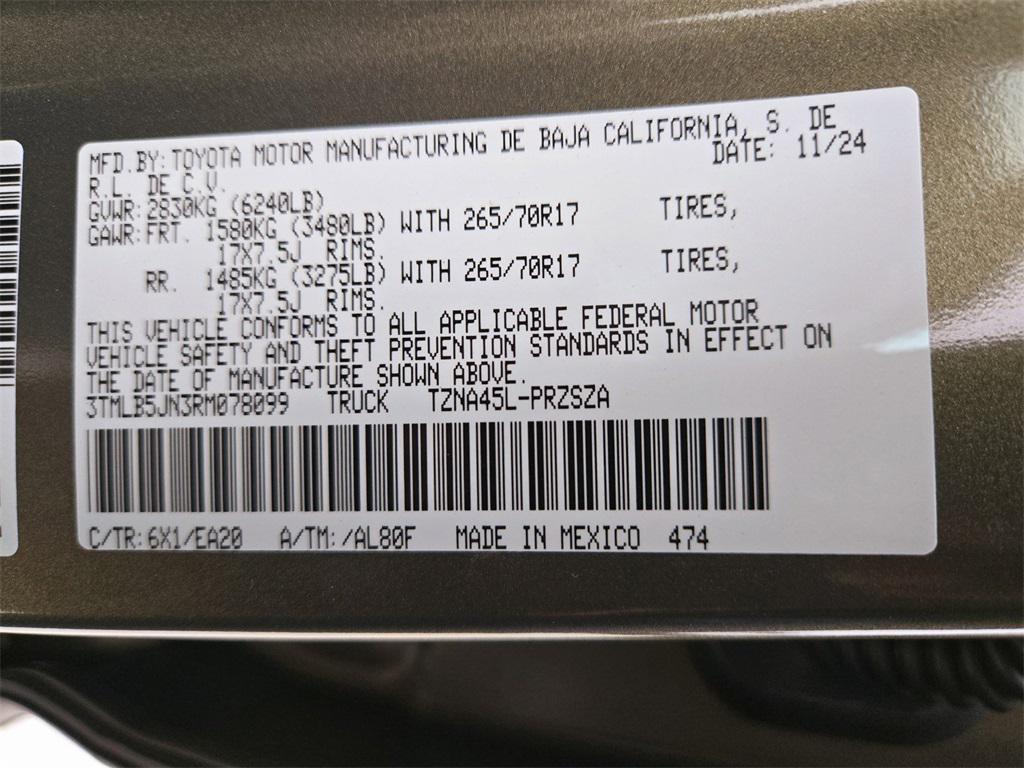 MFD.BY:TOYOTA MOTOR MANUFACTURING DE BAJA CALIFORNIA, S. DE
R.L. DE C.V. DATE: 11/24
GVWR:2830KG (6240LB)
GAWR:FRT. 1580KG (3480LB) WITH 265/70R17 TIRES,
17X7.5J RIMS.
RR. 1485KG (3275LB) WITH 265/70R17 TIRES,
17X7.5J RIMS.
THIS VEHICLE CONFORMS TO ALL APPLICABLE FEDERAL MOTOR
VEHICLE SAFETY AND THEFT PREVENTION STANDARDS IN EFFECT ON
THE DATE OF MANUFACTURE SHOWN ABOVE.
3TMLB5JN3RM078099 TRUCK TZNA45L-PRZSZA
C/TR:6X1/EA20 A/TM:/AL80F MADE IN MEXICO 474